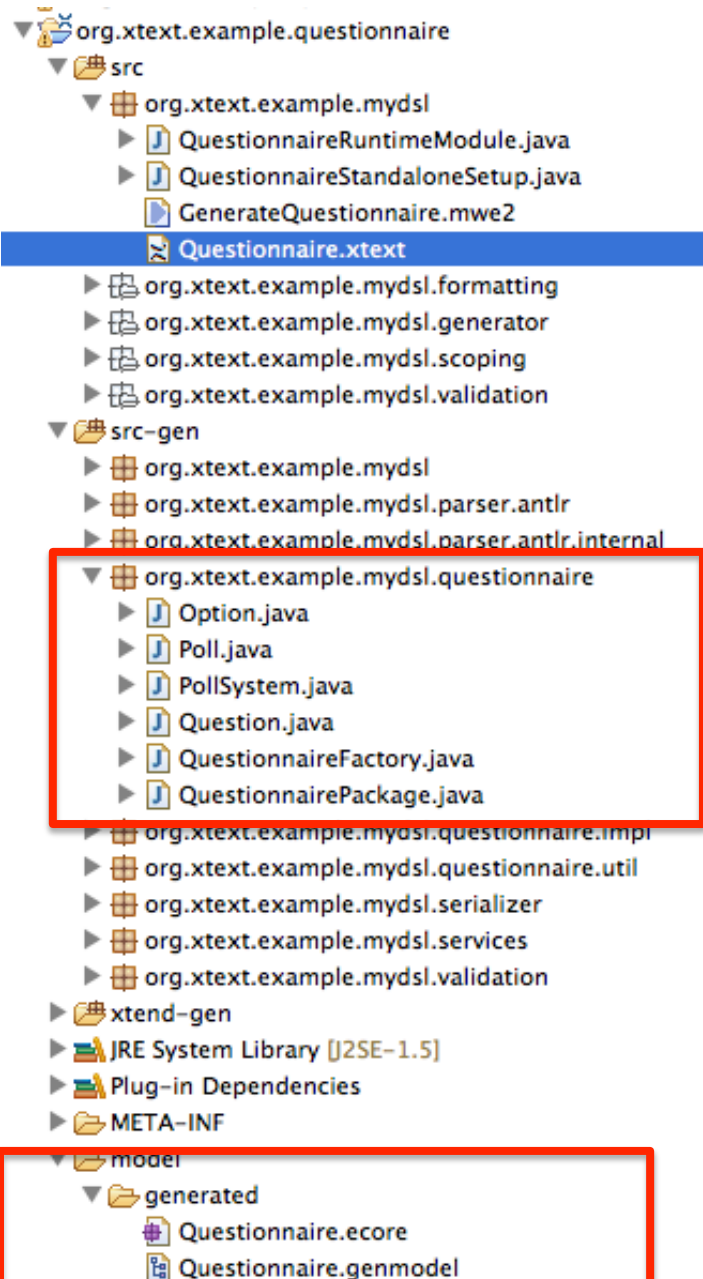 org.xtext.example.questionnaire
src
org.xtext.example.mydsl
QuestionnaireRuntimeModule.java
QuestionnaireStandaloneSetup.java
GenerateQuestionnaire.mwe2
Questionnaire.xtext
org.xtext.example.mydsl.formatting
org.xtext.example.mydsl.generator
org.xtext.example.mydsl.scoping
org.xtext.example.mydsl.validation
src-gen
org.xtext.example.mydsl
org.xtext.example.mydsl.parser.antlr
org.xtext.example.mydsl.parser.antlr.internal
org.xtext.example.mydsl.questionnaire
Option.java
Poll.java
PollSystem.java
Question.java
QuestionnaireFactory.java
QuestionnairePackage.java
org.xtext.example.mydsl.questionnaire.impl
org.xtext.example.mydsl.questionnaire.util
org.xtext.example.mydsl.serializer
org.xtext.example.mydsl.services
org.xtext.example.mydsl.validation
xtend-gen
JRE System Library [J2SE-1.5]
Plug-in Dependencies
META-INF
model
generated
Questionnaire.ecore
Questionnaire.genmodel